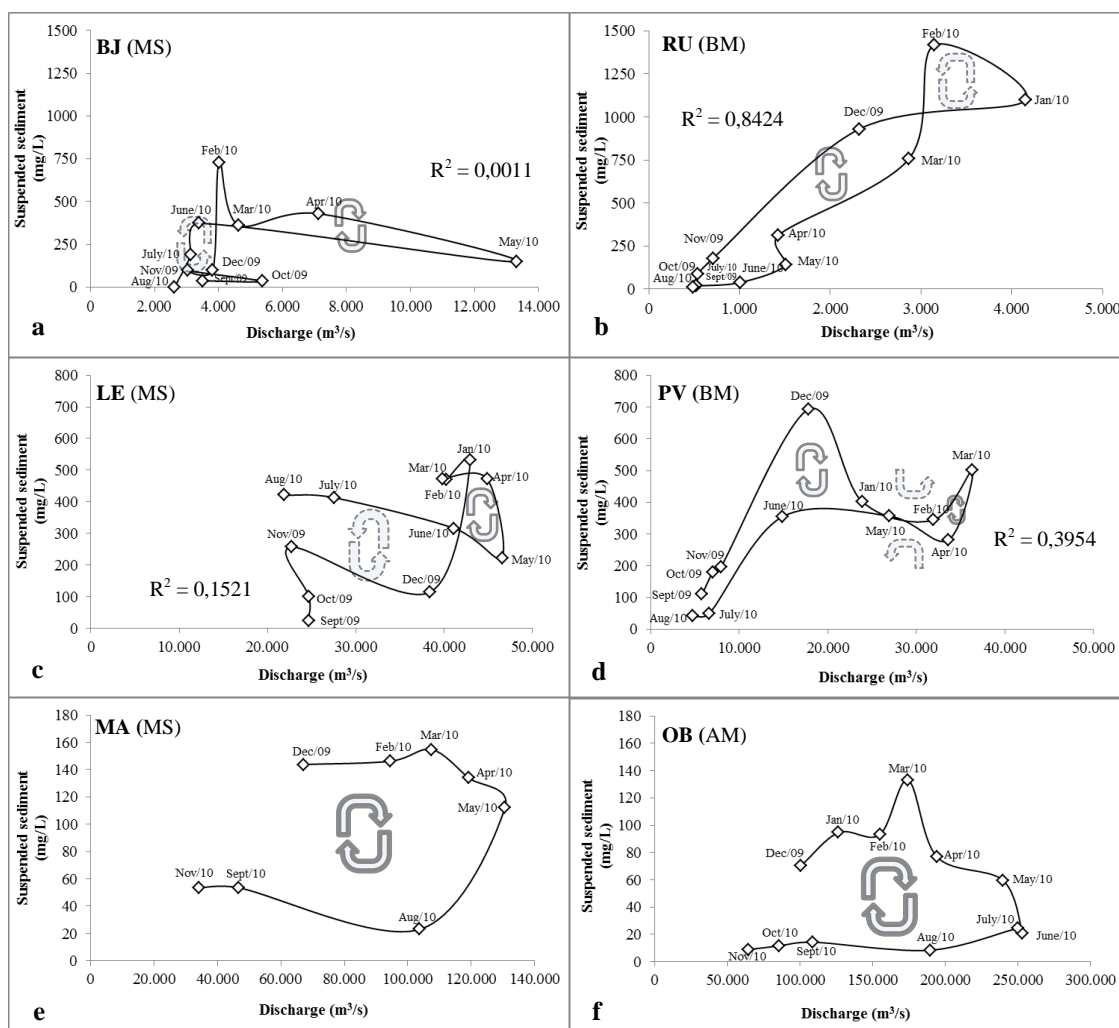 BJ (MS)
1500
1250
1000
750
500
250
0
Suspended sediment
(mg/L)
R² = 0,0011
Feb/10
June/10
Mar/10
Apr/10
May/10
July/10
Nov/09
Dec/09
Aug/10
Sept/09
Oct/09
2.000 4.000 6.000 8.000 10.000 12.000 14.000
Discharge (m³/s)
a
RU (BM)
1500
1250
1000
750
500
250
0
Suspended sediment
(mg/L)
R² = 0,8424
Feb/10
Jan/10
Dec/09
Mar/10
Nov/09
Apr/10
Oct/09
July/10
June/10
May/10
Aug/10
Sept/09
0 1.000 2.000 3.000 4.000 5.000
Discharge (m³/s)
b
LE (MS)
800
700
600
500
400
300
200
100
0
Suspended sediment
(mg/L)
R² = 0,1521
Jan/10
Mar/10
Apr/10
Feb/10
Aug/10
July/10
June/10
May/10
Nov/09
Dec/09
Oct/09
Sept/09
0 10.000 20.000 30.000 40.000 50.000
Discharge (m³/s)
c
PV (BM)
800
700
600
500
400
300
200
100
0
Suspended sediment
(mg/L)
R² = 0,3954
Dec/09
Mar/10
Jan/10
June/10
Feb/10
May/10
Apr/10
Nov/09
Oct/09
Sept/09
Aug/10
July/10
0 10.000 20.000 30.000 40.000 50.000
Discharge (m³/s)
d
MA (MS)
180
160
140
120
100
80
60
40
20
0
Suspended sediment
(mg/L)
Dec/09
Feb/10
Mar/10
Apr/10
May/10
Nov/10
Sept/10
Aug/10
0 20.000 40.000 60.000 80.000 100.000 120.000 140.000
Discharge (m³/s)
e
OB (AM)
180
160
140
120
100
80
60
40
20
0
Suspended sediment
(mg/L)
Mar/10
Jan/10
Feb/10
Dec/09
Apr/10
May/10
July/10
June/10
Oct/10
Nov/10
Sept/10
Aug/10
0 50.000 100.000 150.000 200.000 250.000 300.000
Discharge (m³/s)
f